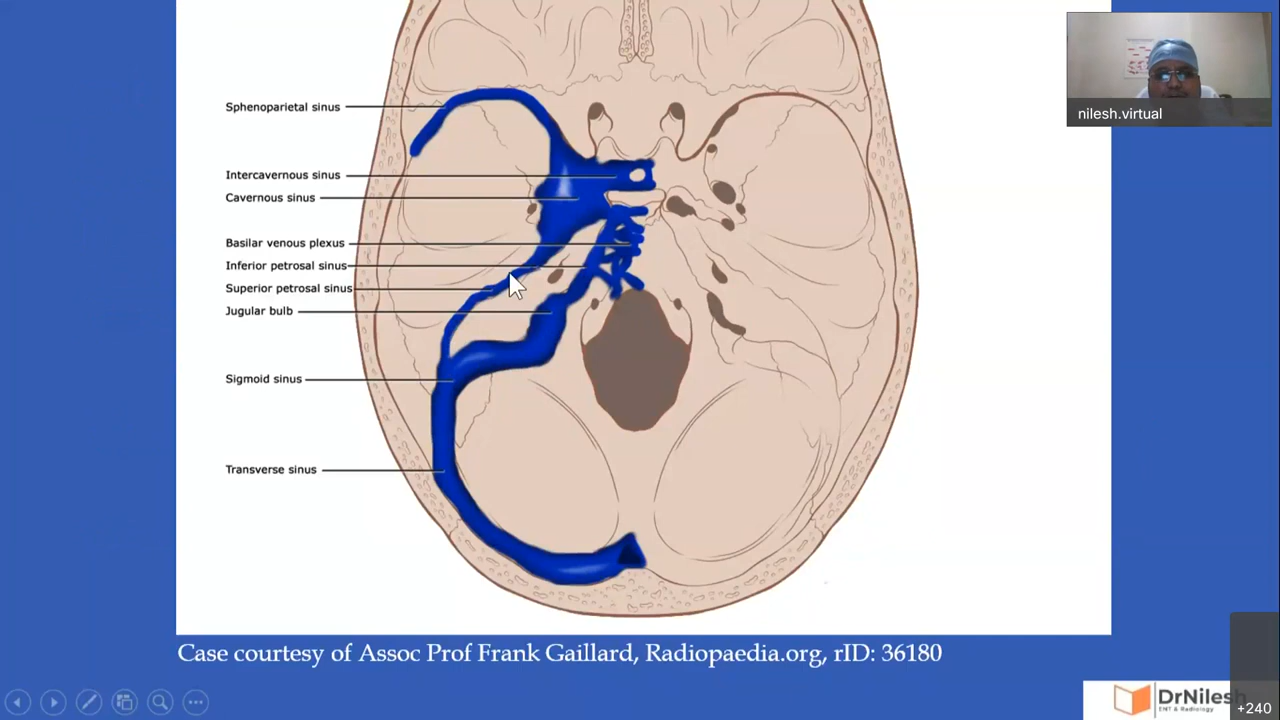 nilesh.virtual
Sphenoparietal sinus
Intercavernous sinus
Cavernous sinus
Basilar venous plexus
Inferior petrosal sinus
Superior petrosal sinus
Jugular bulb
Sigmoid sinus
Transverse sinus
Case courtesy of Assoc Prof Frank Gaillard, Radiopaedia.org, rID: 36180
DrNilesh
ENT & Radiology
+240